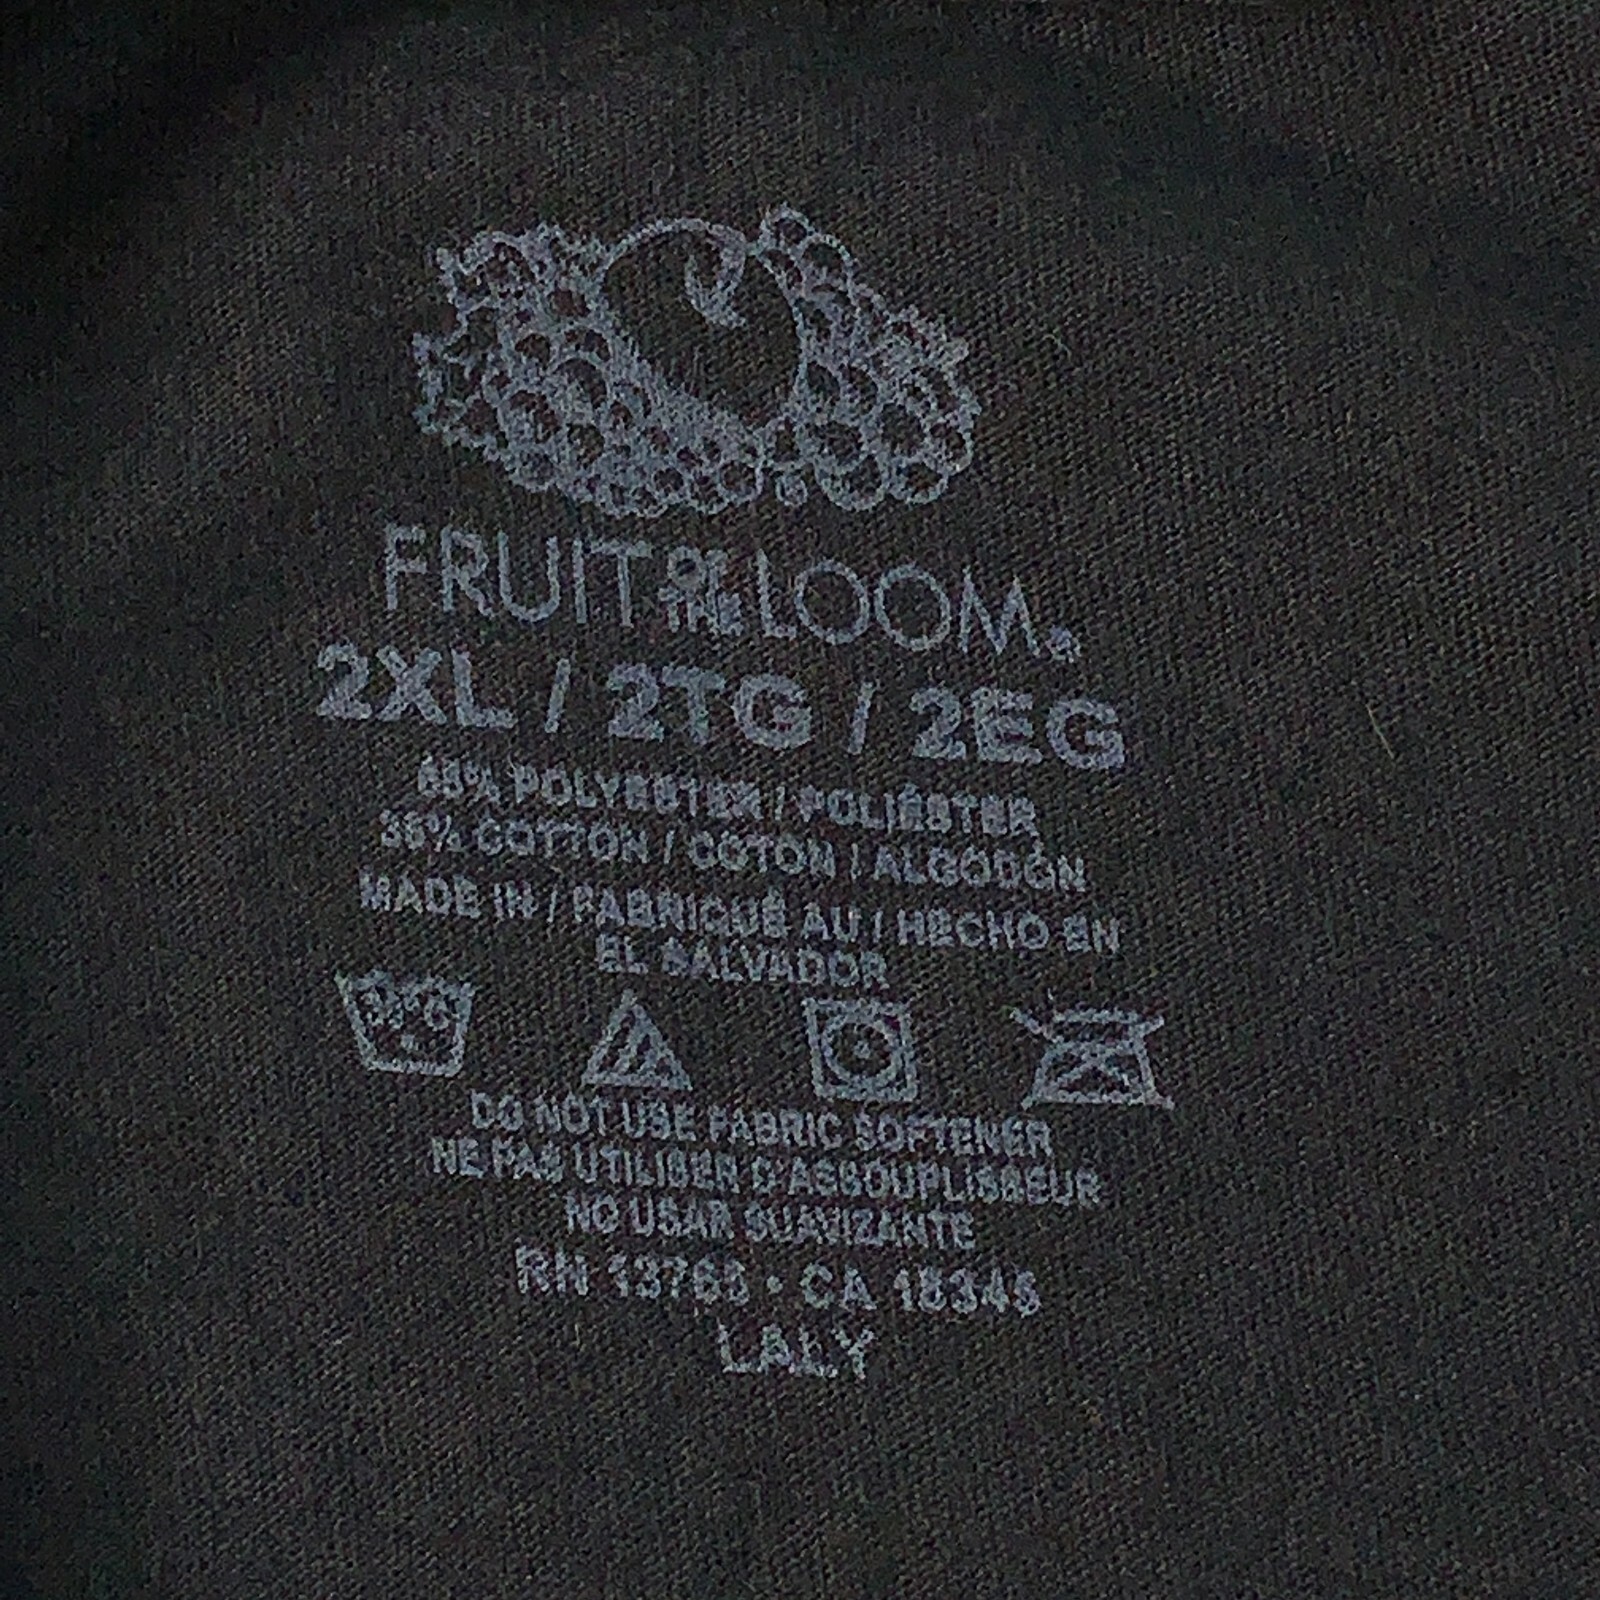 FRUIT OF THE LOOM®
2XL / 2TG / 2EG
65% POLYESTER / POLIÉSTER
35% COTTON / COTON / ALGODÓN
MADE IN / FABRIQUÉ AU / HECHO EN
EL SALVADOR
30°C
DO NOT USE FABRIC SOFTENER
NE PAS UTILISER D'ASSOUPLISSEUR
NO USAR SUAVIZANTE
RN 13765 • CA 18345
LALY